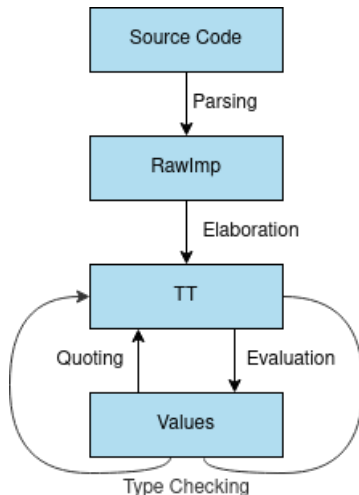 Source Code
Parsing
RawImp
Elaboration
TT
Quoting
Evaluation
Values
Type Checking